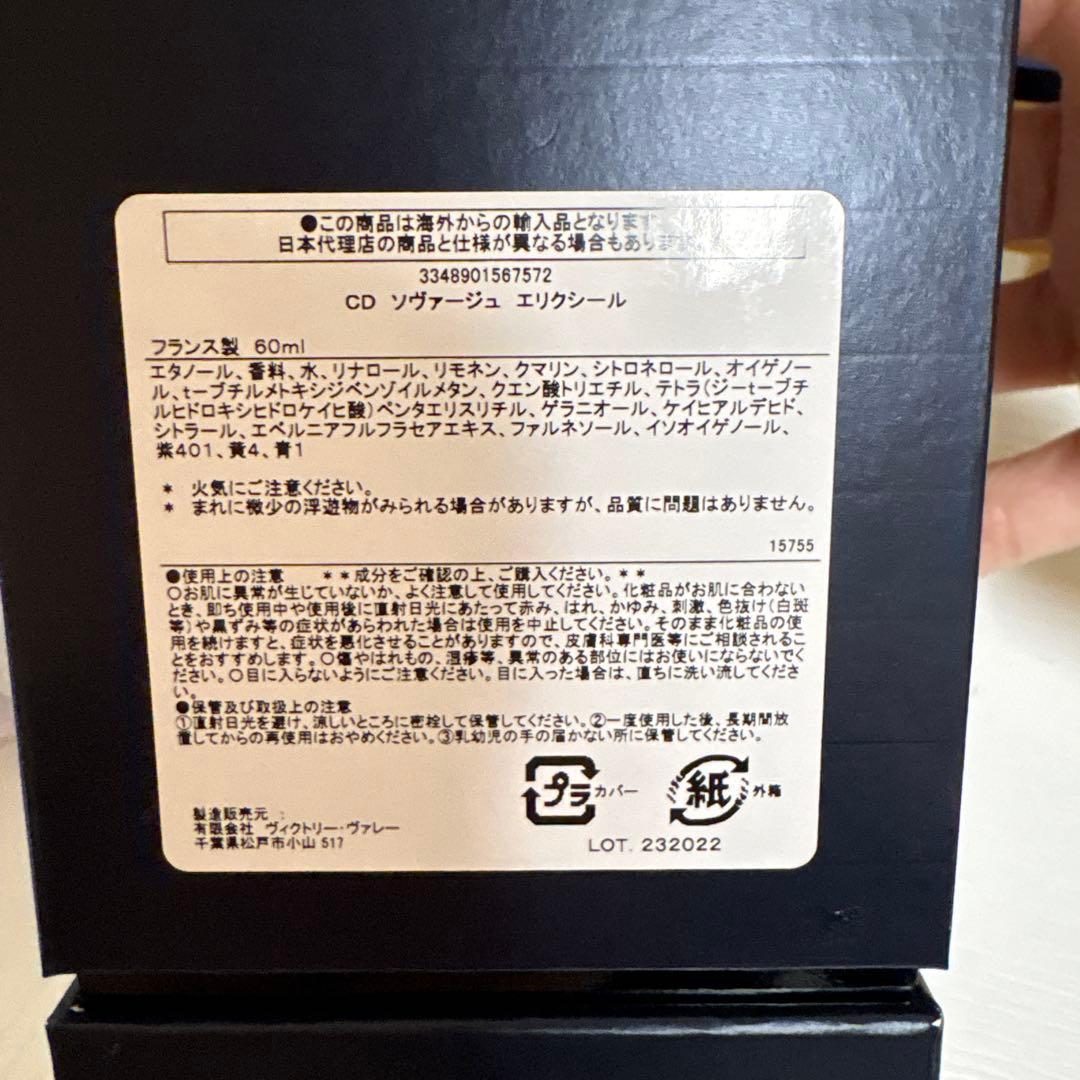 ●この商品は海外からの輸入品となります
日本代理店の商品と仕様が異なる場合もあります。
3348901567572
CD ソヴァージュ エリクシール
フランス製 60ml
エタノール、香料、水、リナロール、リモネン、クマリン、シトロネロール、オイゲノー
ル、tーブチルメトキシジベンゾイルメタン、クエン酸トリエチル、テトラ(ジーtーブチ
ルヒドロキシヒドロケイヒ酸)ペンタエリスリチル、ゲラニオール、ケイヒアルデヒド、
シトラール、エベルニアフルフラセアエキス、ファルネソール、イソオイゲノール、
紫401、黄4、青1
* 火気にご注意ください。
* まれに微少の浮遊物がみられる場合がありますが、品質に問題はありません。
15755
●使用上の注意 **成分をご確認の上、ご購入ください。**
○お肌に異常が生じていないか、よく注意して使用してください。化粧品がお肌に合わない
とき、即ち使用中や使用後に直射日光にあたって赤み、はれ、かゆみ、刺激、色抜け(白斑
等)や黒ずみ等の症状があらわれた場合は使用を中止してください。そのまま化粧品の使
用を続けますと、症状を悪化させることがありますので、皮膚科専門医等にご相談されるこ
とをおすすめします。○傷やはれもの、湿疹等、異常のある部位にはお使いにならないでく
ださい。○目に入らないようにご注意ください。目に入った場合は、直ちに洗い流してくださ
い。
●保管及び取扱上の注意
①直射日光を避け、涼しいところに密栓して保管してください。②一度使用した後、長期間放
置してからの再使用はおやめください。③乳幼児の手の届かない所に保管してください。
プラ カバー 紙 外箱
製造販売元 :
有限会社 ヴィクトリー・ヴァレー
千葉県松戸市小山 517
LOT. 232022